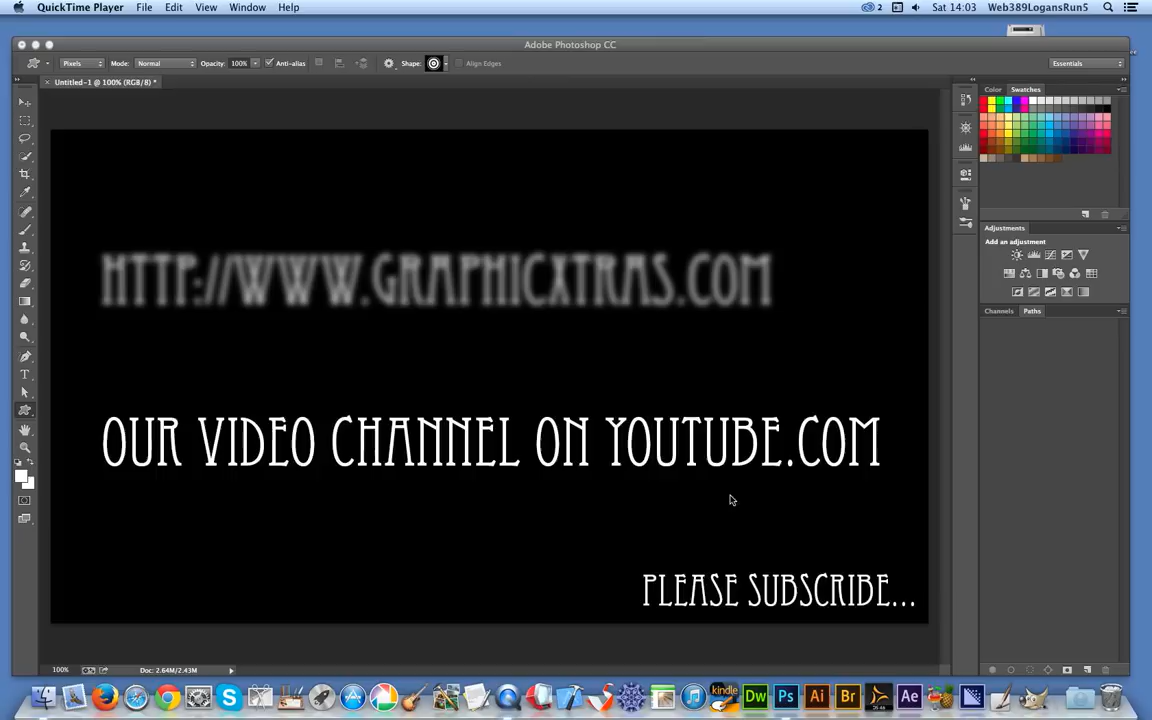 QuickTime Player File Edit View Window Help 2 Sat 14:03 Web389LogansRun5
Adobe Photoshop CC
Pixels Mode: Normal Opacity: 100% Anti-alias Shape: Align Edges Essentials
Untitled-1 @ 100% (RGB/8) *
Color Swatches
HTTP://WWW.GRAPHICXTRAS.COM
Adjustments
Add an adjustment
Channels Paths
OUR VIDEO CHANNEL ON YOUTUBE.COM
PLEASE SUBSCRIBE...
100% Doc: 2.64M/2.43M
kindle Dw Ps Ai Br Ae